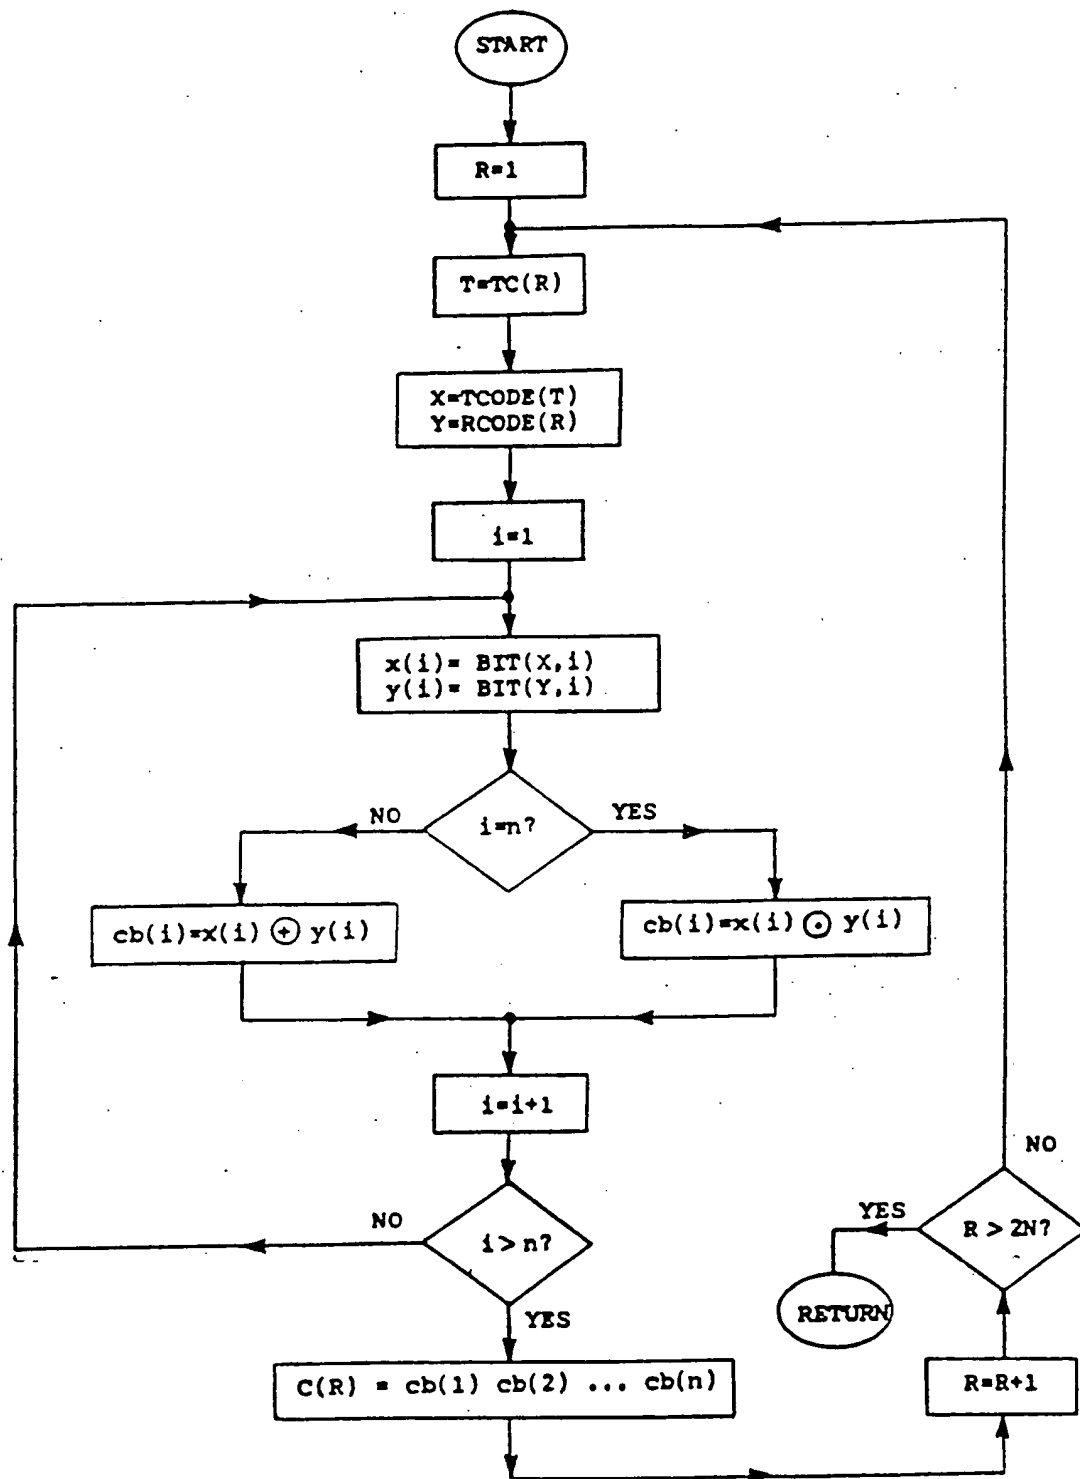 START
R=1
T=TC(R)
X=TCODE(T)
Y=RCODE(R)
i=1
x(i)= BIT(X,i)
y(i)= BIT(Y,i)
NO
i=n?
YES
cb(i)=x(i) ⊕ y(i)
cb(i)=x(i) ⊙ y(i)
i=i+1
NO
i > n?
YES
NO
YES
R > 2N?
RETURN
C(R) = cb(1) cb(2) ... cb(n)
R=R+1